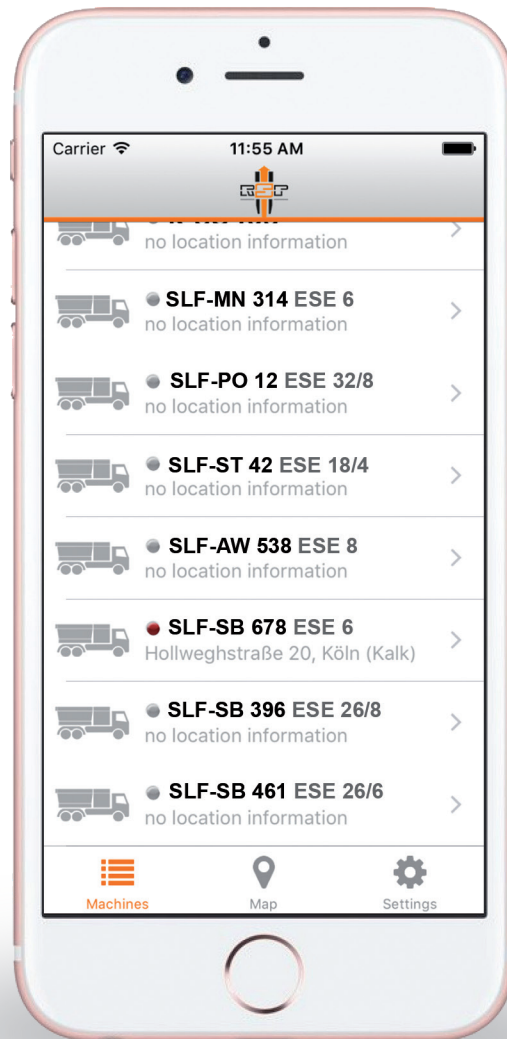 Carrier
11:55 AM
RSP
no location information
SLF-MN 314 ESE 6
no location information
SLF-PO 12 ESE 32/8
no location information
SLF-ST 42 ESE 18/4
no location information
SLF-AW 538 ESE 8
no location information
SLF-SB 678 ESE 6
Hollweghstraße 20, Köln (Kalk)
SLF-SB 396 ESE 26/8
no location information
SLF-SB 461 ESE 26/6
no location information
Machines
Map
Settings